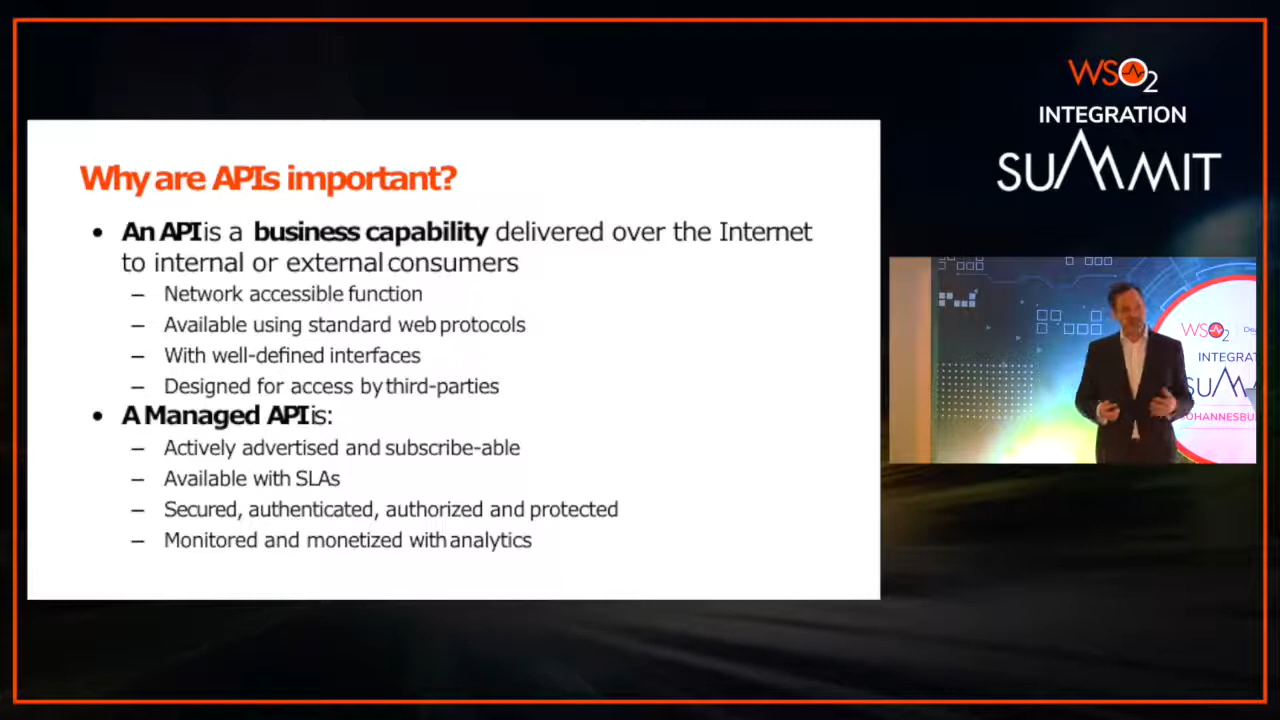 WSO2
INTEGRATION
SUMMIT
Why are APIs important?
• An API is a business capability delivered over the Internet
to internal or external consumers
– Network accessible function
– Available using standard web protocols
– With well-defined interfaces
– Designed for access by third-parties
• A Managed API is:
– Actively advertised and subscribe-able
– Available with SLAs
– Secured, authenticated, authorized and protected
– Monitored and monetized with analytics
WSO2
INTEGRAT
SUM
JOHANNESBU